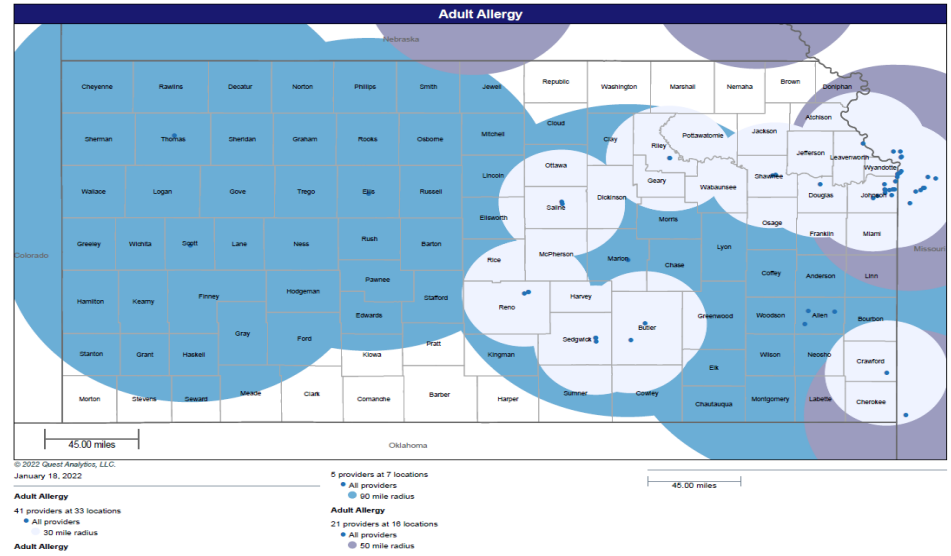 Adult Allergy
Nebraska
Cheyenne Rawlins Decatur Norton Phillips Smith Jewell Republic Washington Marshall Nemaha Brown Doniphan
Atchison
Sherman Thomas Sheridan Graham Rooks Osborne Mitchell Cloud Clay Riley Pottawatomie Jackson
Jefferson Leavenworth
Wyandotte
Wallace Logan Gove Trego Ellis Russell Lincoln Ottawa Geary Wabaunsee Shawnee Douglas Johnson
Saline Dickinson
Ellsworth Morris Osage
Franklin Miami
Greeley Wichita Scott Lane Ness Rush Barton Rice McPherson Marion Chase Lyon
Colorado Missouri
Coffey Anderson Linn
Hamilton Kearny Finney Hodgeman Pawnee Stafford Reno Harvey
Edwards Sedgwick Butler Greenwood Woodson Allen Bourbon
Gray Ford
Stanton Grant Haskell Kiowa Pratt Kingman Elk Wilson Neosho Crawford
Morton Stevens Seward Meade Clark Comanche Barber Harper Sumner Cowley Chautauqua Montgomery Labette Cherokee
45.00 miles
Oklahoma
© 2022 Quest Analytics, LLC.
January 18, 2022
Adult Allergy
41 providers at 33 locations
All providers
30 mile radius
Adult Allergy
5 providers at 7 locations
All providers
90 mile radius
Adult Allergy
21 providers at 16 locations
All providers
50 mile radius
45.00 miles